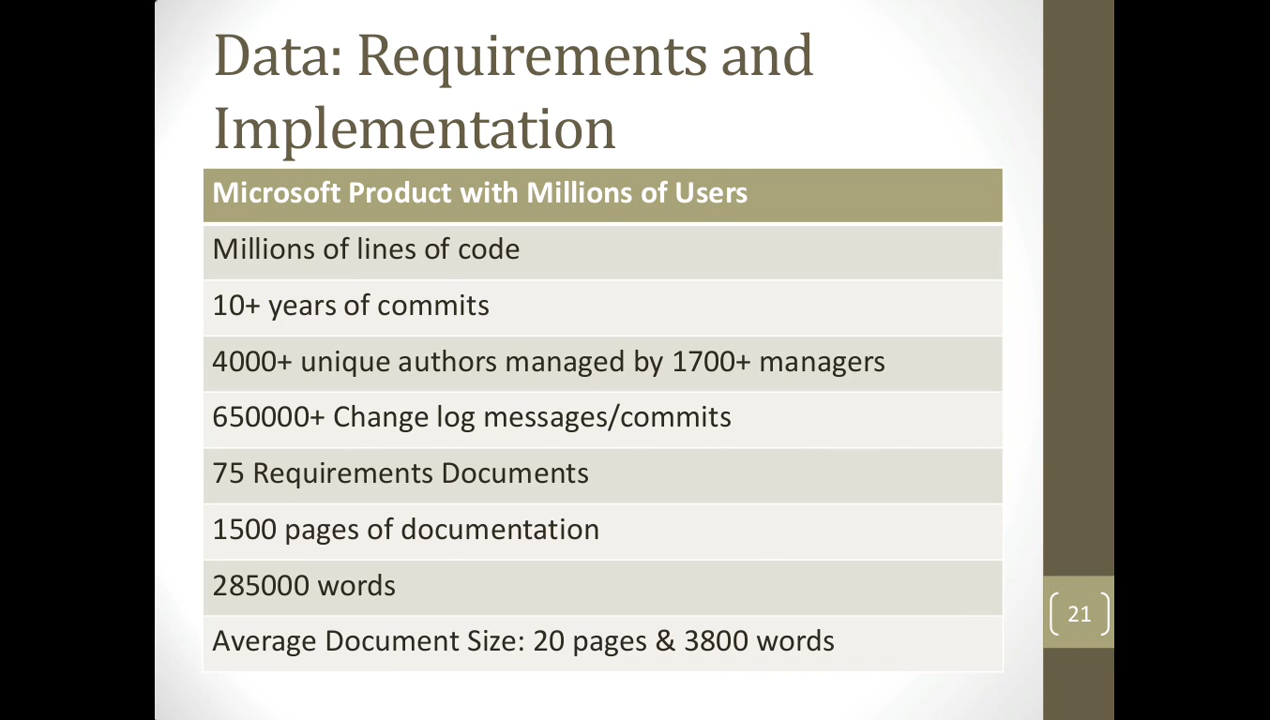 Data: Requirements and
Implementation
Microsoft Product with Millions of Users
Millions of lines of code
10+ years of commits
4000+ unique authors managed by 1700+ managers
650000+ Change log messages/commits
75 Requirements Documents
1500 pages of documentation
285000 words
Average Document Size: 20 pages & 3800 words
21